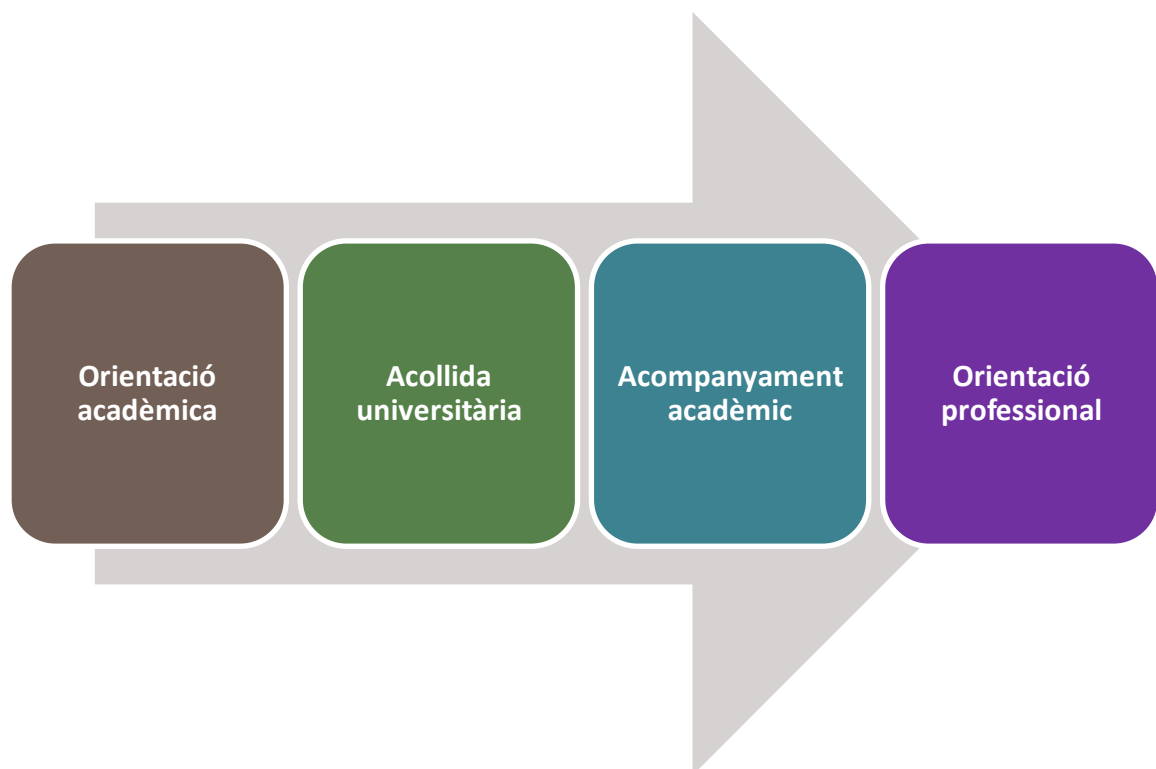 Orientació
acadèmica
Acollida
universitària
Acompanyament
acadèmic
Orientació
professional